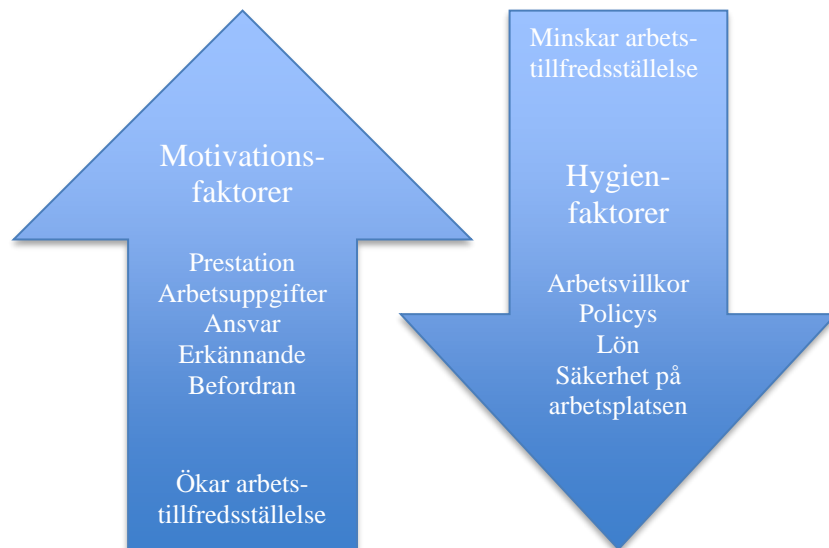 Motivations-
faktorer
Prestation
Arbetsuppgifter
Ansvar
Erkännande
Befordran
Ökar arbets-
tillfredsställelse
Minskar arbets-
tillfredsställelse
Hygien-
faktorer
Arbetsvillkor
Policys
Lön
Säkerhet på
arbetsplatsen